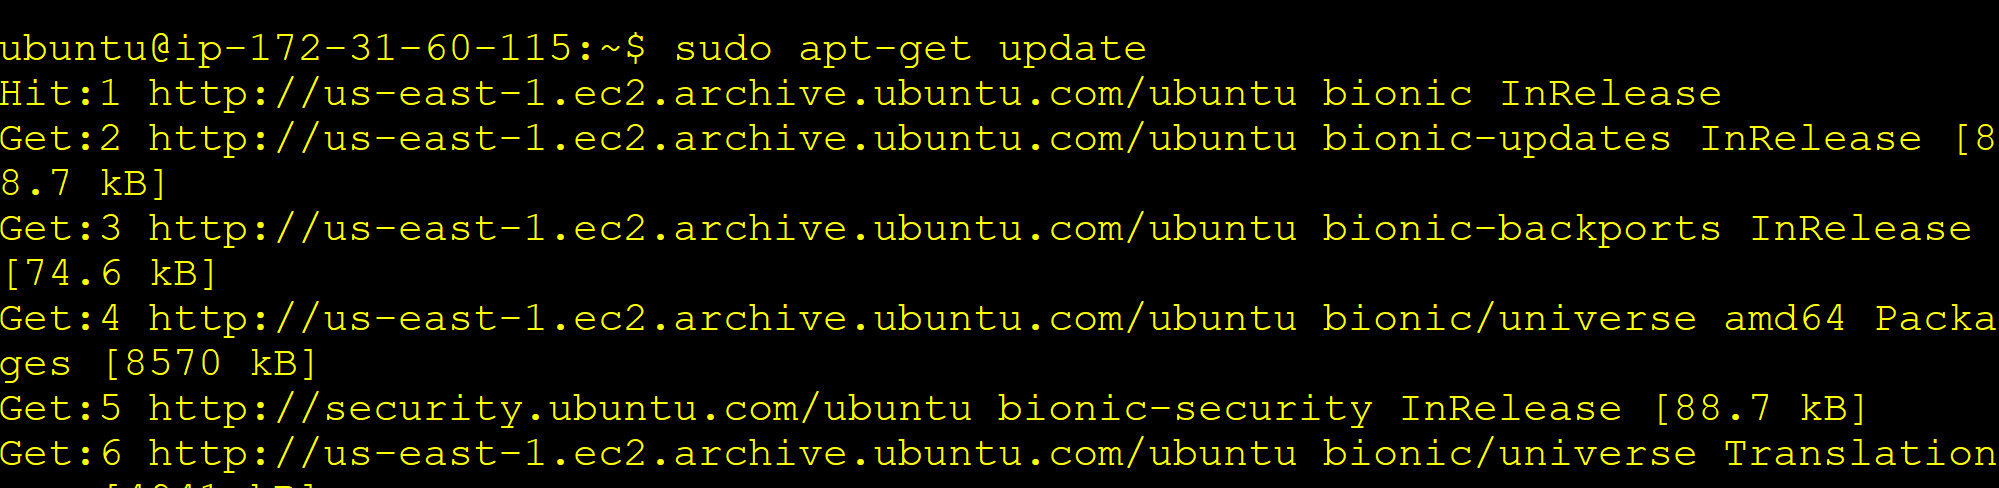 ubuntu@ip-172-31-60-115:~$ sudo apt-get update
Hit:1 http://us-east-1.ec2.archive.ubuntu.com/ubuntu bionic InRelease
Get:2 http://us-east-1.ec2.archive.ubuntu.com/ubuntu bionic-updates InRelease [8
8.7 kB]
Get:3 http://us-east-1.ec2.archive.ubuntu.com/ubuntu bionic-backports InRelease
[74.6 kB]
Get:4 http://us-east-1.ec2.archive.ubuntu.com/ubuntu bionic/universe amd64 Packa
ges [8570 kB]
Get:5 http://security.ubuntu.com/ubuntu bionic-security InRelease [88.7 kB]
Get:6 http://us-east-1.ec2.archive.ubuntu.com/ubuntu bionic/universe Translation